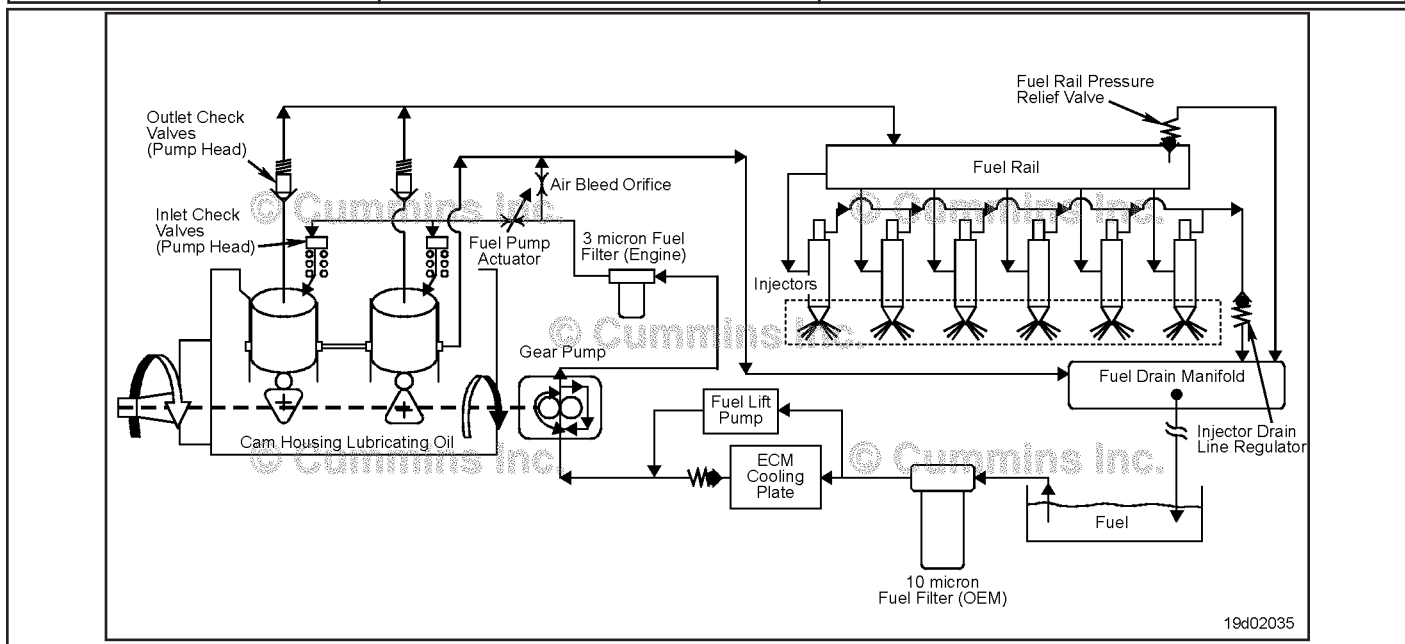 Fuel Rail Pressure
Relief Valve
Outlet Check
Valves
(Pump Head)
Fuel Rail
Air Bleed Orifice
© Cummins Inc.
© Cummins Inc.
Inlet Check
Valves
(Pump Head)
Fuel Pump
Actuator
3 micron Fuel
Filter (Engine)
Injectors
© Cummins Inc.
Gear Pump
Fuel Drain Manifold
Fuel Lift
Pump
Injector Drain
Line Regulator
Cam Housing Lubricating Oil
© Cummins Inc.
© Cummins Inc.
ECM
Cooling
Plate
Fuel
10 micron
Fuel Filter (OEM)
19d02035